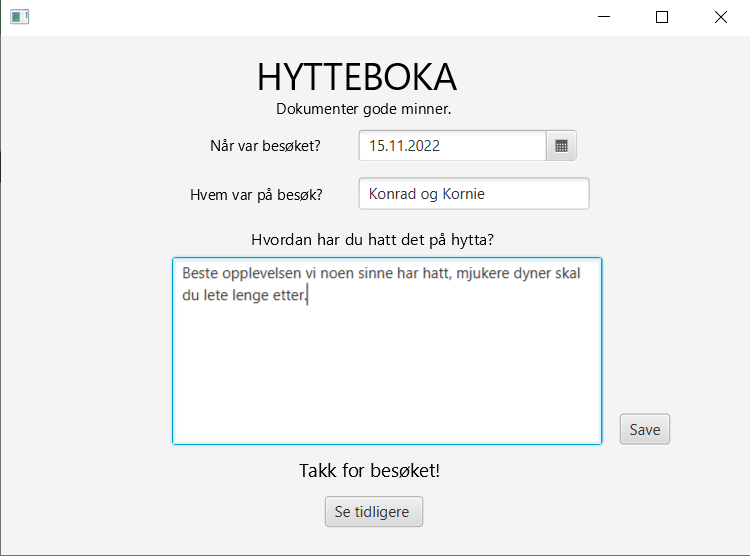 HYTTEBOKA
Dokumenter gode minner.
Når var besøket?
15.11.2022
Hvem var på besøk?
Konrad og Kornie
Hvordan har du hatt det på hytta?
Beste opplevelsen vi noen sinne har hatt, mjukere dyner skal
du lete lenge etter.
Save
Takk for besøket!
Se tidligere